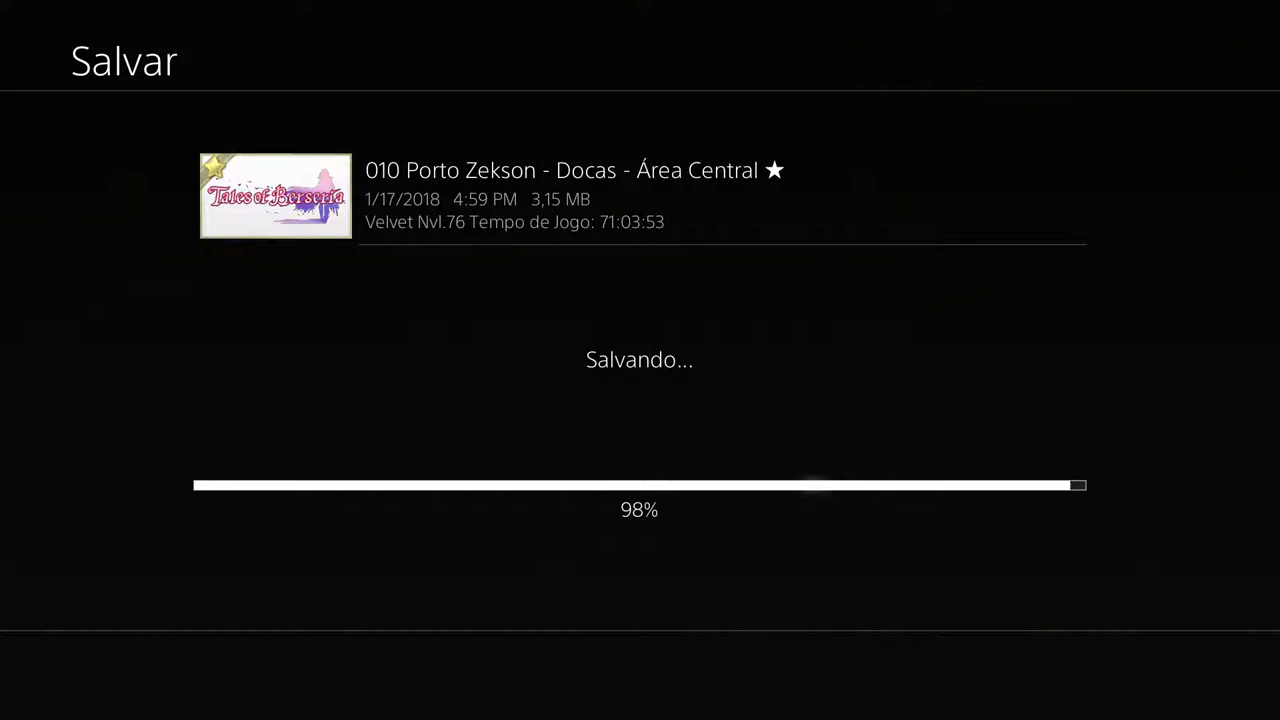 Salvar
Tales of Berseria
010 Porto Zekson - Docas - Área Central ★
1/17/2018 4:59 PM 3,15 MB
Velvet Nvl.76 Tempo de Jogo: 71:03:53
Salvando...
98%